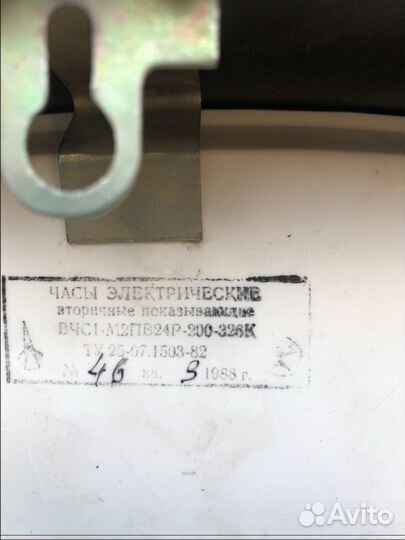 ЧАСЫ ЭЛЕКТРИЧЕСКИЕ
вторичные показывающие
ВЧС1-М2ПВ24Р-200-326К
ТУ 25-07.1503-82
№ 46 кв. 3 1988 г.
Avito